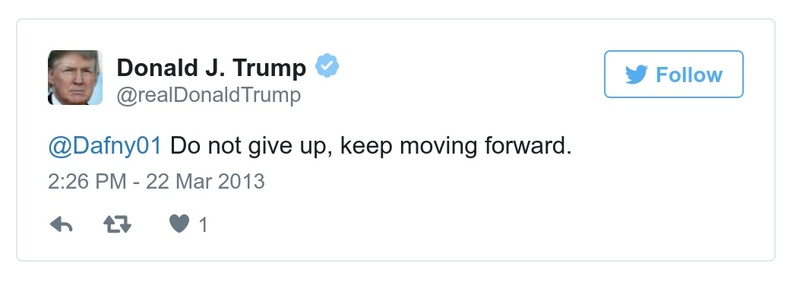 Donald J. Trump
@realDonaldTrump
Follow
@Dafny01 Do not give up, keep moving forward.
2:26 PM - 22 Mar 2013
1